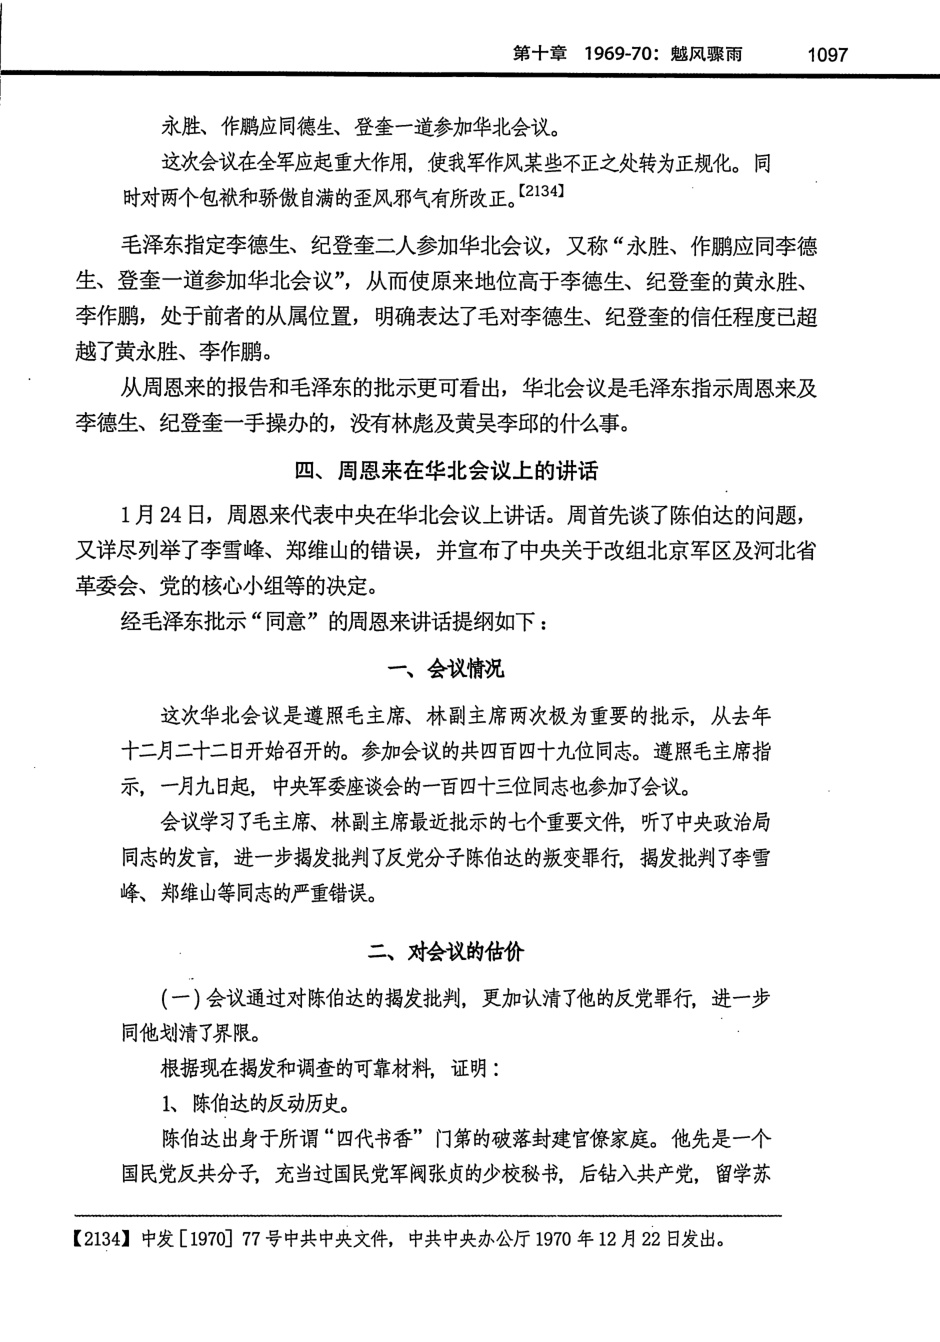 第十章　1969-70：魆风骤雨　1097
永胜、作鹏应同德生、登奎一道参加华北会议。
这次会议在全军应起重大作用，使我军作风某些不正之处转为正规化。同
时对两个包袱和骄傲自满的歪风邪气有所改正。【2134】
毛泽东指定李德生、纪登奎二人参加华北会议，又称“永胜、作鹏应同李德
生、登奎一道参加华北会议”，从而使原来地位高于李德生、纪登奎的黄永胜、
李作鹏，处于前者的从属位置，明确表达了毛对李德生、纪登奎的信任程度已超
越了黄永胜、李作鹏。
从周恩来的报告和毛泽东的批示更可看出，华北会议是毛泽东指示周恩来及
李德生、纪登奎一手操办的，没有林彪及黄吴李邱的什么事。
四、周恩来在华北会议上的讲话
1月24日，周恩来代表中央在华北会议上讲话。周首先谈了陈伯达的问题，
又详尽列举了李雪峰、郑维山的错误，并宣布了中央关于改组北京军区及河北省
革委会、党的核心小组等的决定。
经毛泽东批示“同意”的周恩来讲话提纲如下：
一、会议情况
这次华北会议是遵照毛主席、林副主席两次极为重要的批示，从去年
十二月二十二日开始召开的。参加会议的共四百四十九位同志。遵照毛主席指
示，一月九日起，中央军委座谈会的一百四十三位同志也参加了会议。
会议学习了毛主席、林副主席最近批示的七个重要文件，听了中央政治局
同志的发言，进一步揭发批判了反党分子陈伯达的叛变罪行，揭发批判了李雪
峰、郑维山等同志的严重错误。
二、对会议的估价
(一)会议通过对陈伯达的揭发批判，更加认清了他的反党罪行，进一步
同他划清了界限。
根据现在揭发和调查的可靠材料，证明：
1、陈伯达的反动历史。
陈伯达出身于所谓“四代书香”门第的破落封建官僚家庭。他先是一个
国民党反共分子，充当过国民党军阀张贞的少校秘书，后钻入共产党，留学苏
【2134】中发［1970］77号中共中央文件，中共中央办公厅1970年12月22日发出。